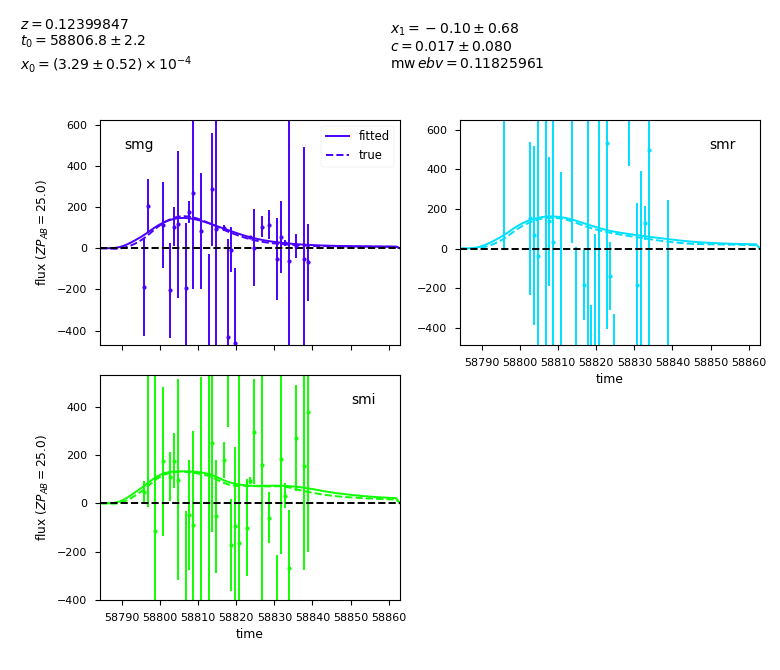 z = 0.12399847
t₀ = 58806.8 ± 2.2
x₀ = (3.29 ± 0.52) × 10⁻⁴
x₁ = −0.10 ± 0.68
c = 0.017 ± 0.080
mw ebv = 0.11825961
600
400
200
0
−200
−400
flux (ZP_AB = 25.0)
smg
fitted
true
600
400
200
0
−200
−400
smr
58790 58800 58810 58820 58830 58840 58850 58860
time
400
200
0
−200
−400
flux (ZP_AB = 25.0)
smi
58790 58800 58810 58820 58830 58840 58850 58860
time